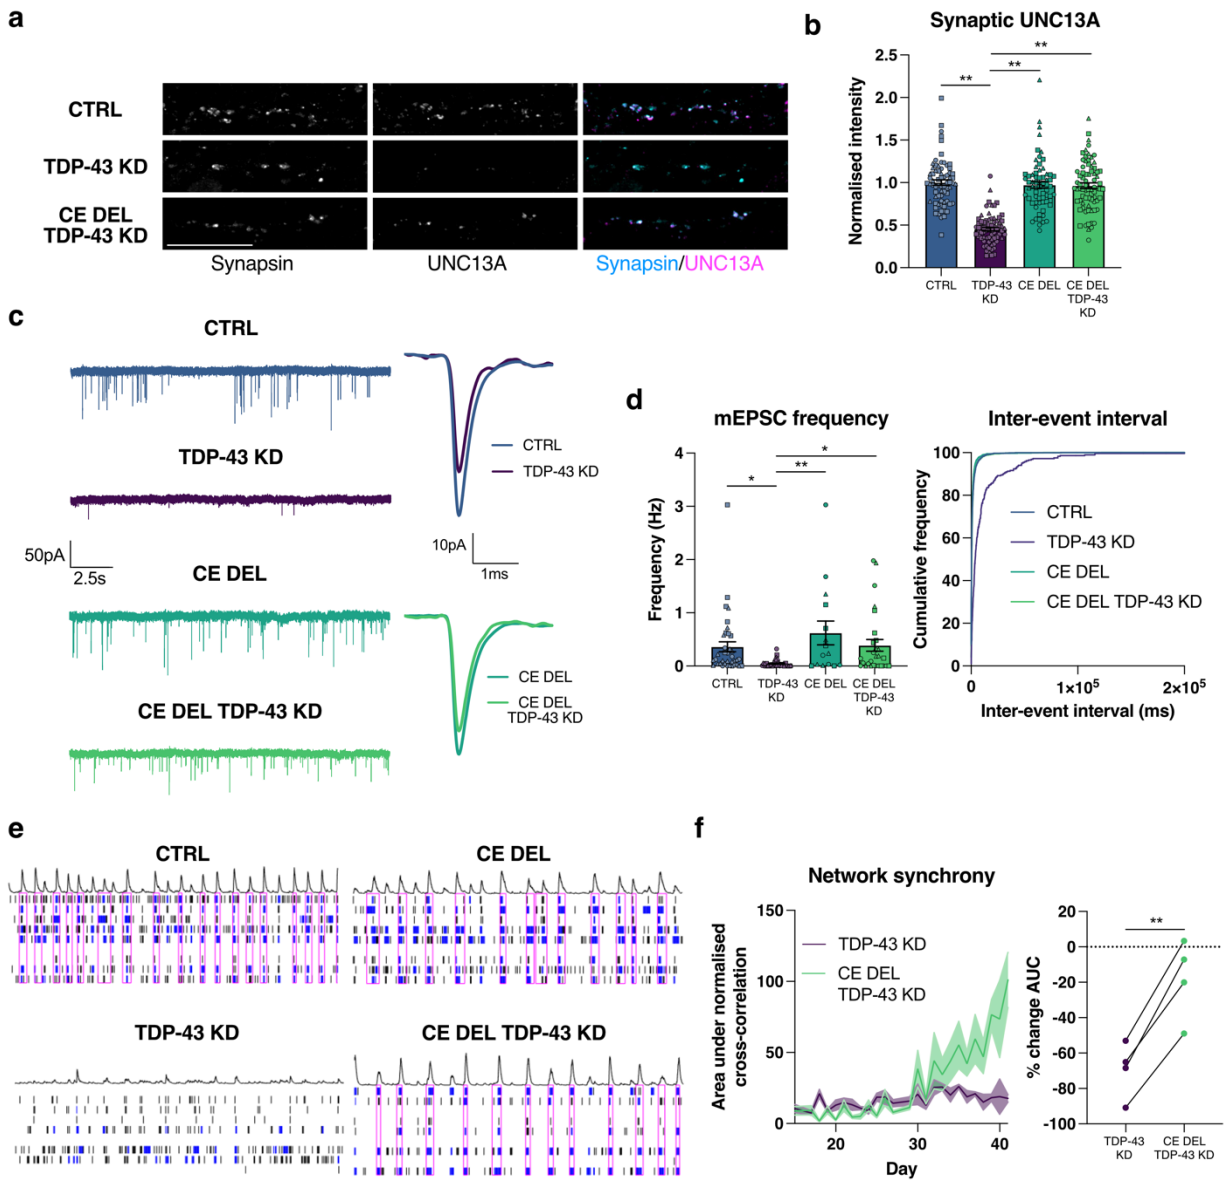 a
CTRL
TDP-43 KD
CE DEL
TDP-43 KD
Synapsin
UNC13A
Synapsin/UNC13A
b
Synaptic UNC13A
**
**
**
Normalised intensity
2.5
2.0
1.5
1.0
0.5
0.0
CTRL
TDP-43
KD
CE DEL
CE DEL
TDP-43
KD
c
CTRL
TDP-43 KD
50pA
2.5s
CE DEL
CE DEL TDP-43 KD
CTRL
TDP-43 KD
10pA
1ms
CE DEL
CE DEL
TDP-43 KD
d
mEPSC frequency
*
**
*
Frequency (Hz)
4
3
2
1
0
CTRL
TDP-43
KD
CE DEL
CE DEL
TDP-43
KD
Inter-event interval
Cumulative frequency
100
80
60
40
20
0
CTRL
TDP-43 KD
CE DEL
CE DEL TDP-43 KD
0
1×10⁵
2×10⁵
Inter-event interval (ms)
e
CTRL
CE DEL
TDP-43 KD
CE DEL TDP-43 KD
f
Network synchrony
Area under normalised
cross-correlation
150
100
50
0
TDP-43 KD
CE DEL
TDP-43 KD
20
30
40
Day
% change AUC
20
0
-20
-40
-60
-80
-100
**
TDP-43
KD
CE DEL
TDP-43 KD